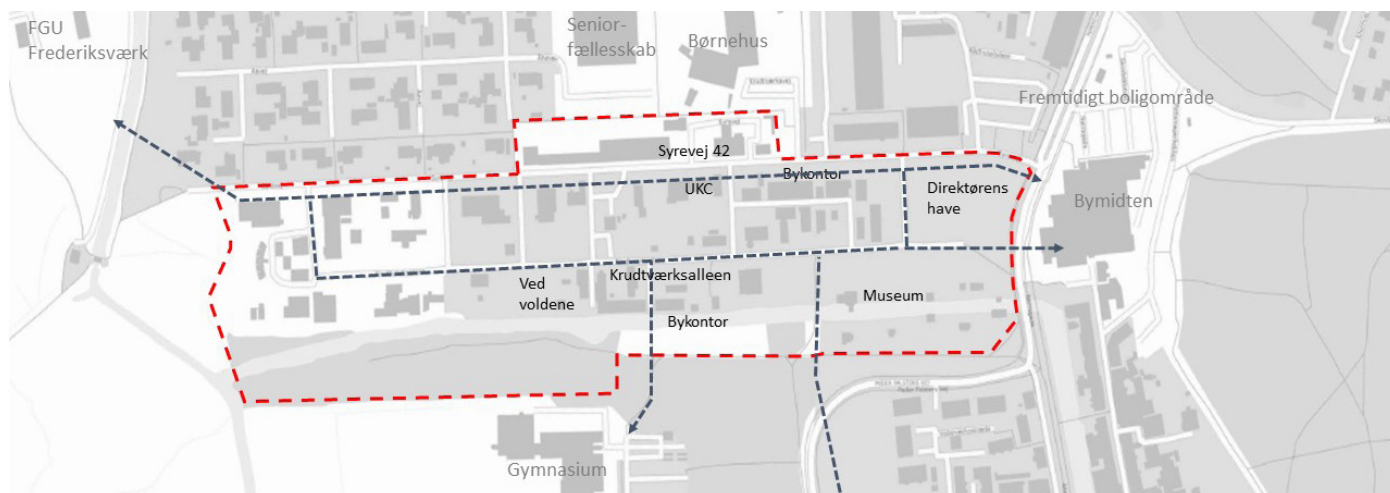 FGU
Frederiksværk
Senior-
fællesskab
Børnehus
Fremtidigt boligområde
Syrevej 42
UKC
Bykontor
Direktørens
have
Bymidten
Krudtværksalleen
Ved
voldene
Museum
Bykontor
Gymnasium